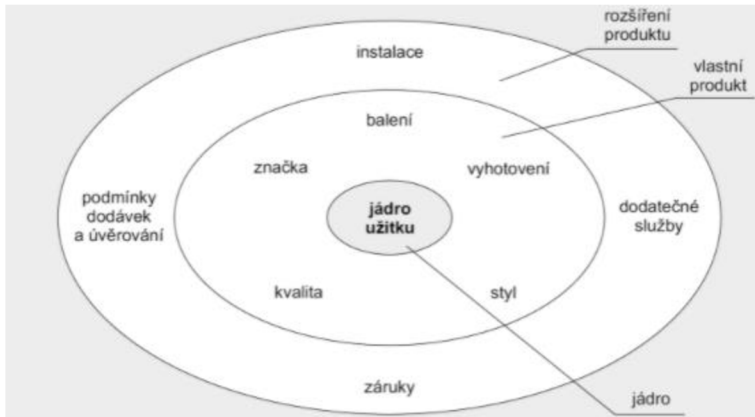 rozšíření
produktu
instalace
vlastní
produkt
balení
značka
vyhotovení
podmínky
dodávek
a úvěrování
jádro
užitku
dodatečné
služby
kvalita
styl
záruky
jádro